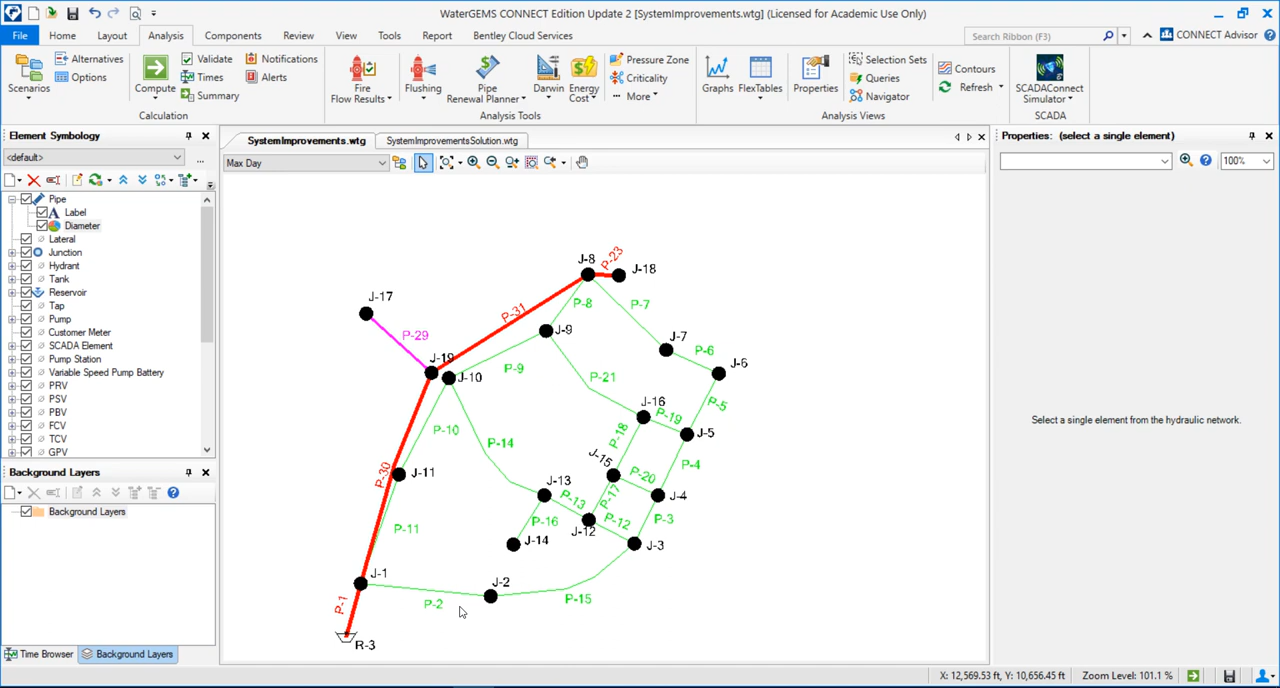 WaterGEMS CONNECT Edition Update 2 [SystemImprovements.wtg] (Licensed for Academic Use Only)
File Home Layout Analysis Components Review View Tools Report Bentley Cloud Services Search Ribbon (F3) CONNECT Advisor
Scenarios
Alternatives
Options
Compute
Validate
Times
Summary
Notifications
Alerts
Calculation
Fire Flow Results
Flushing
Pipe Renewal Planner
Darwin
Energy Cost
Pressure Zone
Criticality
More
Analysis Tools
Graphs
FlexTables
Properties
Selection Sets
Queries
Navigator
Contours
Refresh
Analysis Views
SCADAConnect Simulator
SCADA
Element Symbology
<default>
...
Pipe
Label
Diameter
Lateral
Junction
Hydrant
Tank
Reservoir
Tap
Pump
Customer Meter
SCADA Element
Pump Station
Variable Speed Pump Battery
PRV
PSV
PBV
FCV
TCV
GPV
Background Layers
Background Layers
Time Browser Background Layers
SystemImprovements.wtg SystemImprovementsSolution.wtg
Max Day
J-8
P-23
J-18
J-17
P-31
P-8
P-7
P-29
J-9
J-7
J-19
P-6
J-6
P-9
J-10
P-21
P-5
J-16
P-19
P-10
P-14
P-18
J-5
J-15
P-4
P-30
J-11
P-20
J-13
P-17
J-4
P-13
P-11
P-16
P-12
P-3
J-12
J-14
J-3
J-1
J-2
P-1
P-2
P-15
R-3
Properties: (select a single element)
100%
Select a single element from the hydraulic network.
X: 12,569.53 ft, Y: 10,656.45 ft Zoom Level: 101.1 %